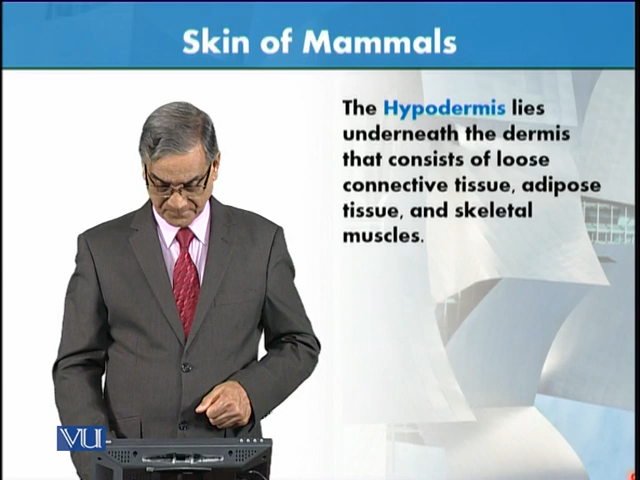 Skin of Mammals
The Hypodermis lies
underneath the dermis
that consists of loose
connective tissue, adipose
tissue, and skeletal
muscles.
VU